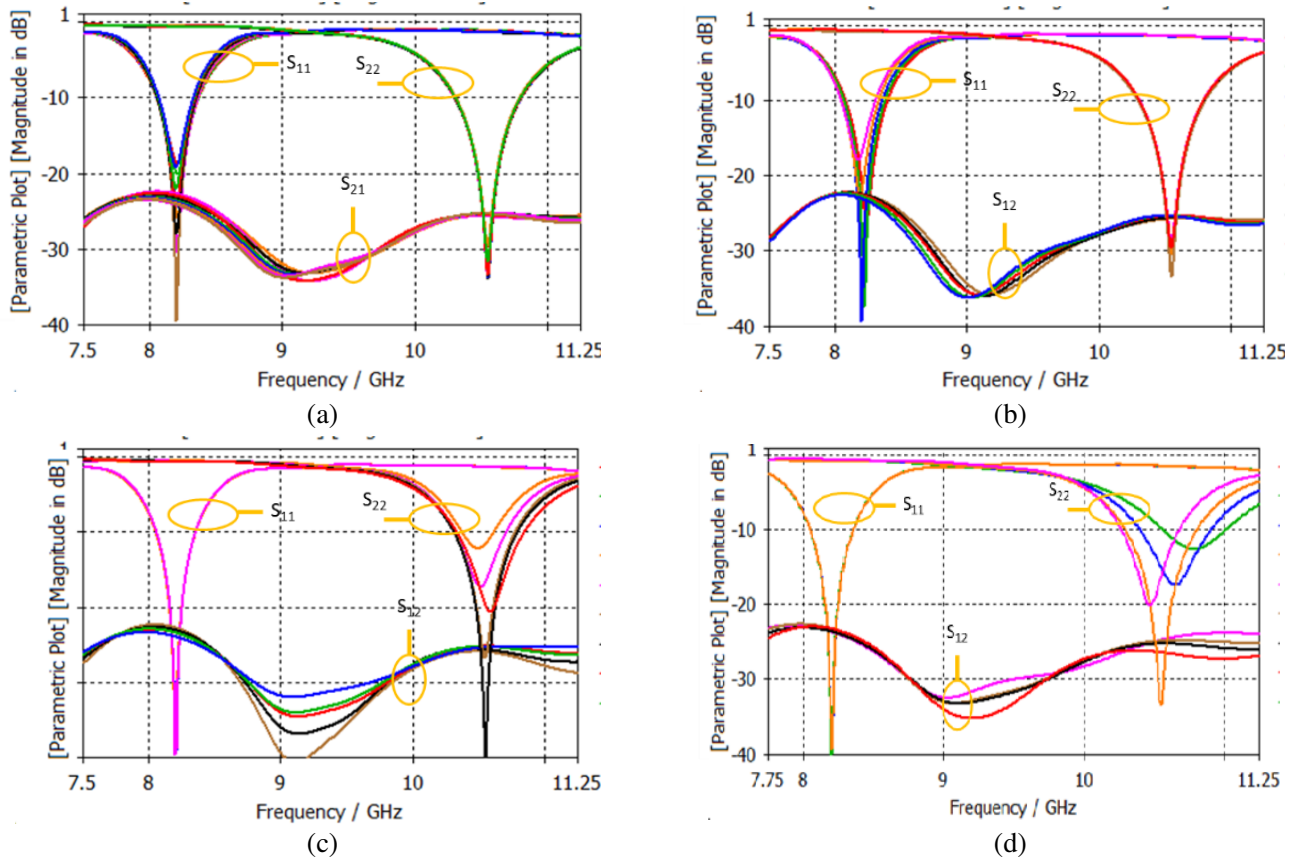 1
-10
-20
-30
-40
7.5 8 9 10 11.25
[Parametric Plot] [Magnitude in dB]
Frequency / GHz
S11
S22
S21
(a)
1
-10
-20
-30
-40
7.5 8 9 10 11.25
[Parametric Plot] [Magnitude in dB]
Frequency / GHz
S11
S22
S12
(b)
1
7.5 8 9 10 11.25
[Parametric Plot] [Magnitude in dB]
Frequency / GHz
S11
S22
S12
(c)
1
-10
-20
-30
-40
7.75 8 9 10 11.25
[Parametric Plot] [Magnitude in dB]
Frequency / GHz
S11
S22
S12
(d)